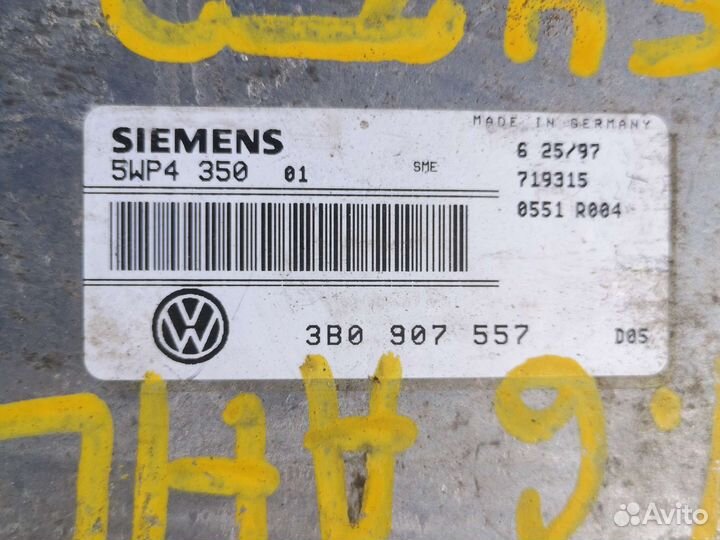 MADE IN GERMANY
SIEMENS
5WP4 350 01
SME
6 25/97
719315
0551 R004
3B0 907 557
D05
.6 AHL
Avito